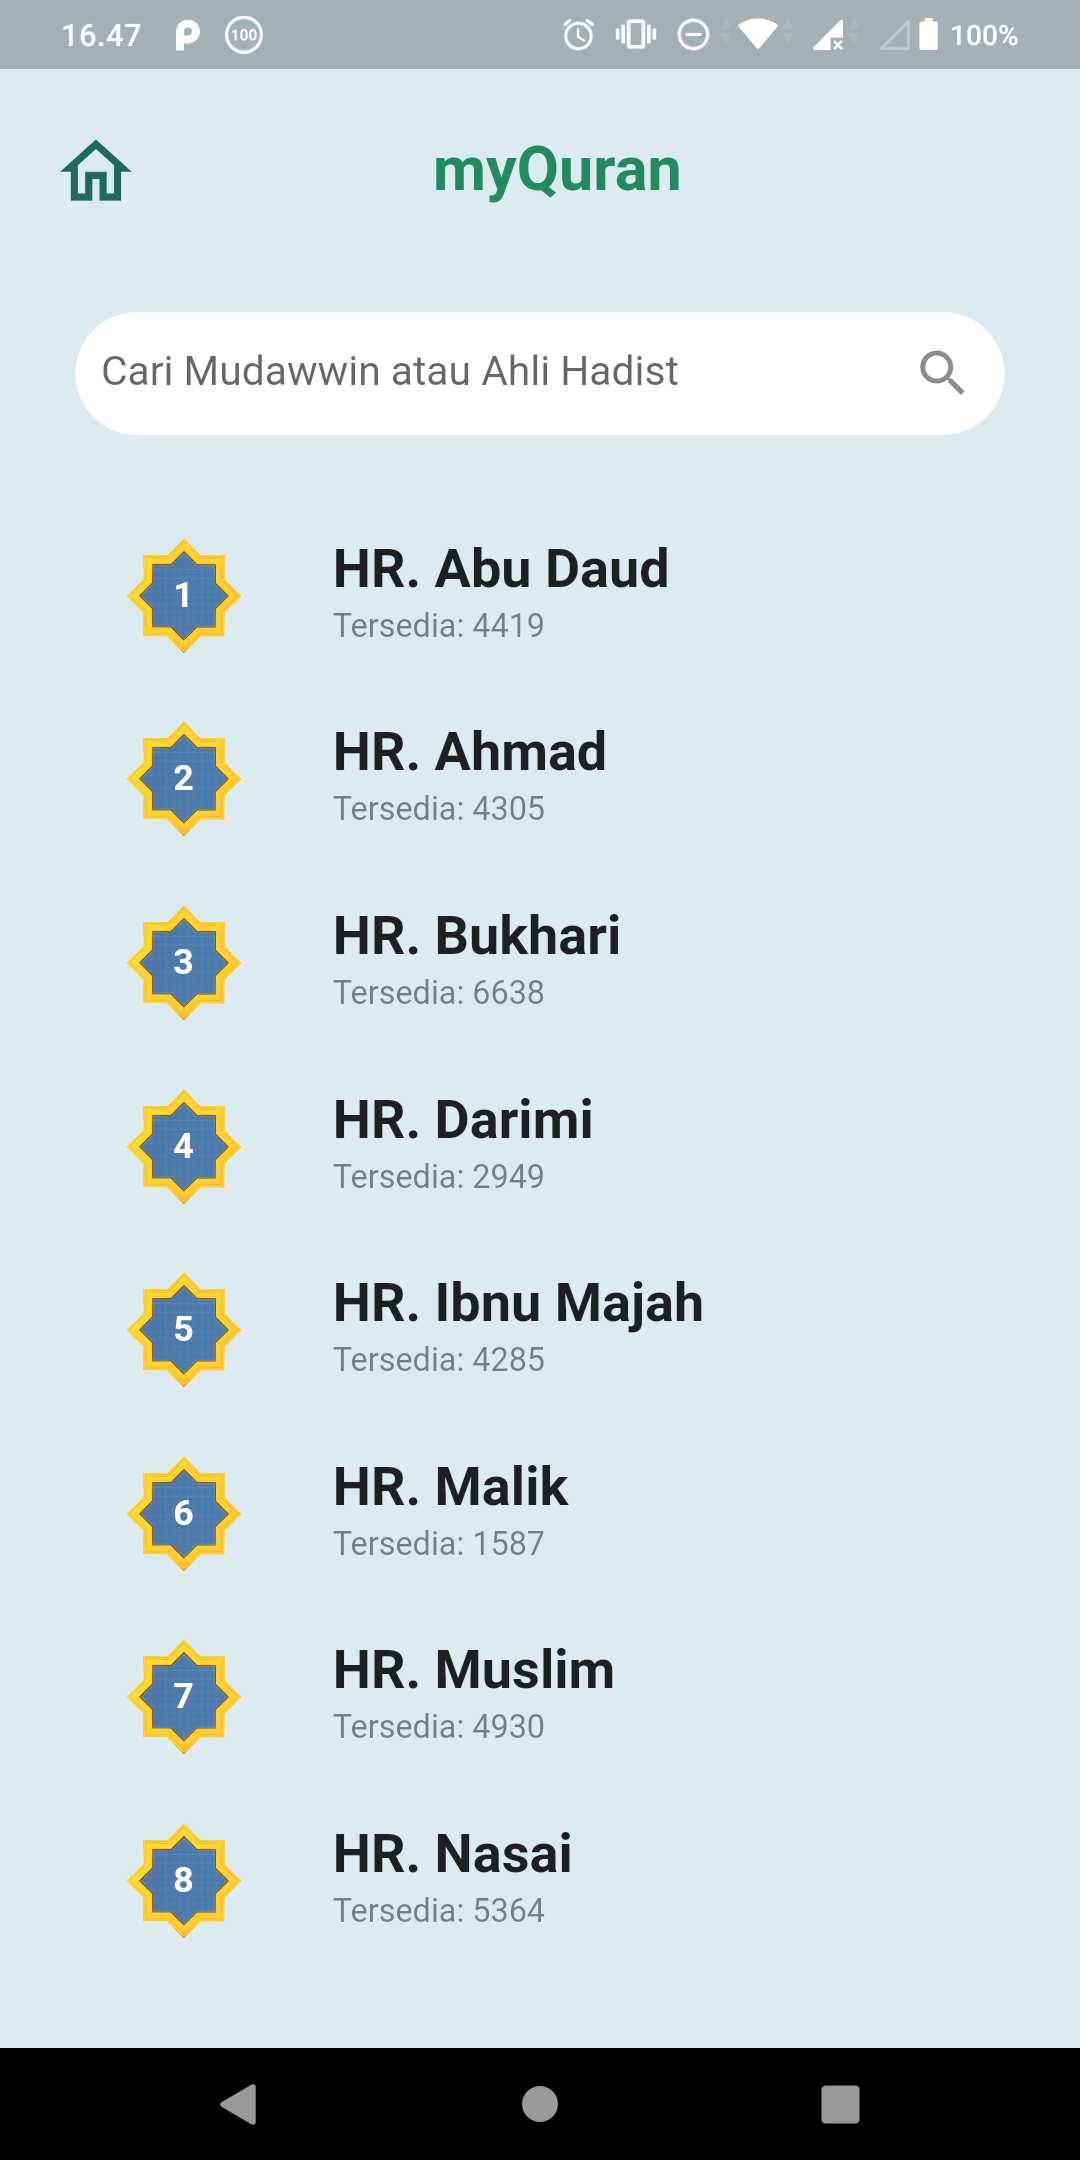 16.47
100
100%
myQuran
Cari Mudawwin atau Ahli Hadist
1
HR. Abu Daud
Tersedia: 4419
2
HR. Ahmad
Tersedia: 4305
3
HR. Bukhari
Tersedia: 6638
4
HR. Darimi
Tersedia: 2949
5
HR. Ibnu Majah
Tersedia: 4285
6
HR. Malik
Tersedia: 1587
7
HR. Muslim
Tersedia: 4930
8
HR. Nasai
Tersedia: 5364